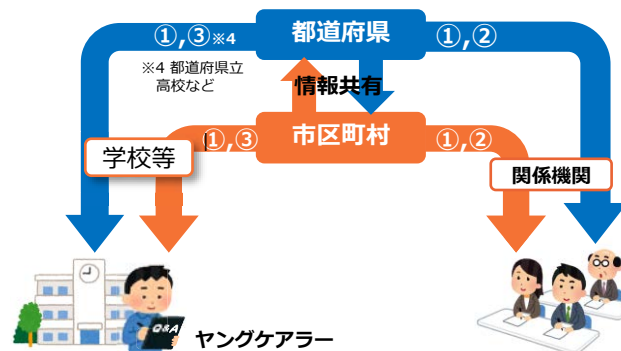 ①,③※4
都道府県
①,②
※4 都道府県立
高校など
情報共有
①,③
市区町村
①,②
学校等
関係機関
Q&A
ヤングケアラー